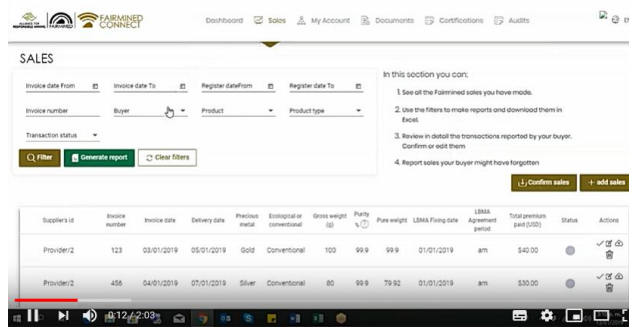 ALLIANCE FOR RESPONSIBLE MINING FAIRMINED FAIRMINED CONNECT
Dashboard Sales My Account Documents Certifications Audits
SALES
Invoice date From Invoice date To Register dateFrom Register date To
Invoice number Buyer Product Product type
Transaction status
Filter Generate report Clear filters
In this section you can:
1. See all the Fairmined sales you have made.
2. Use the filters to make reports and download them in Excel.
3. Review in detail the transactions reported by your buyer. Confirm or edit them
4. Report sales your buyer might have forgotten
Confirm sales + add sales
Supplier's id Invoice number Invoice date Delivery date Precious metal Ecological or conventional Gross weight (g) Purity % Pure weight LBMA Fixing date LBMA Agreement period Total premium paid (USD) Status Actions
Provider/2 123 03/01/2019 05/01/2019 Gold Conventional 100 99.9 99.9 01/01/2019 am $40.00
Provider/2 456 04/01/2019 07/01/2019 Silver Conventional 80 99.9 79.92 01/01/2019 am $30.00
0:12 / 2:03